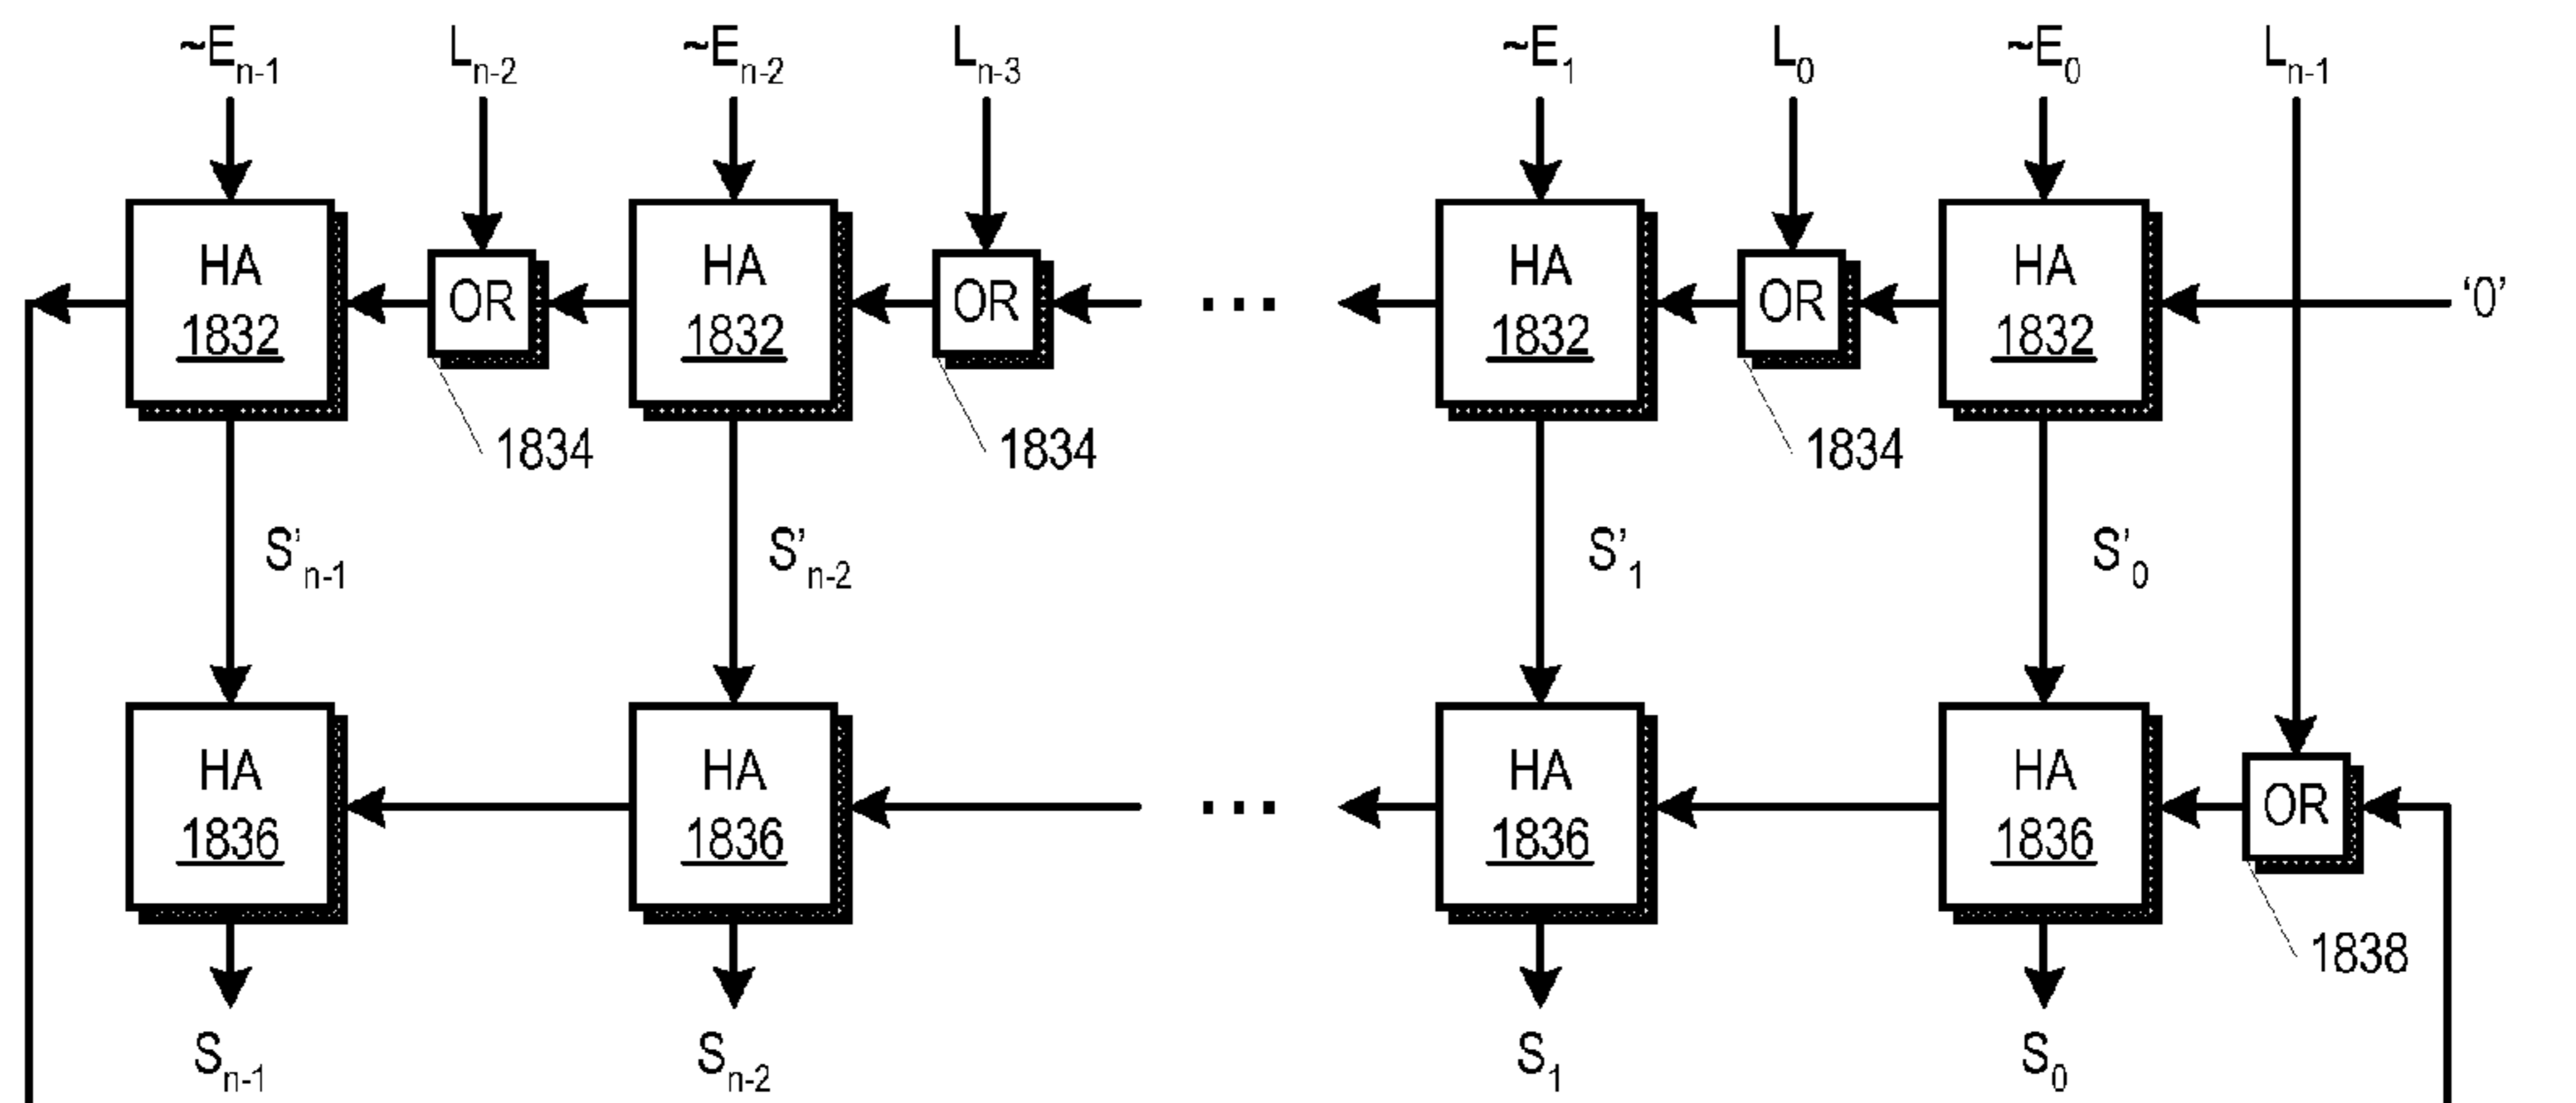 ~Eₙ₋₁ Lₙ₋₂ ~Eₙ₋₂ Lₙ₋₃ ~E₁ L₀ ~E₀ Lₙ₋₁
HA OR HA OR ... HA OR HA '0'
1832 1832 1832 1832
1834 1834 1834
S'ₙ₋₁ S'ₙ₋₂ S'₁ S'₀
HA HA ... HA HA OR
1836 1836 1836 1836
1838
Sₙ₋₁ Sₙ₋₂ S₁ S₀